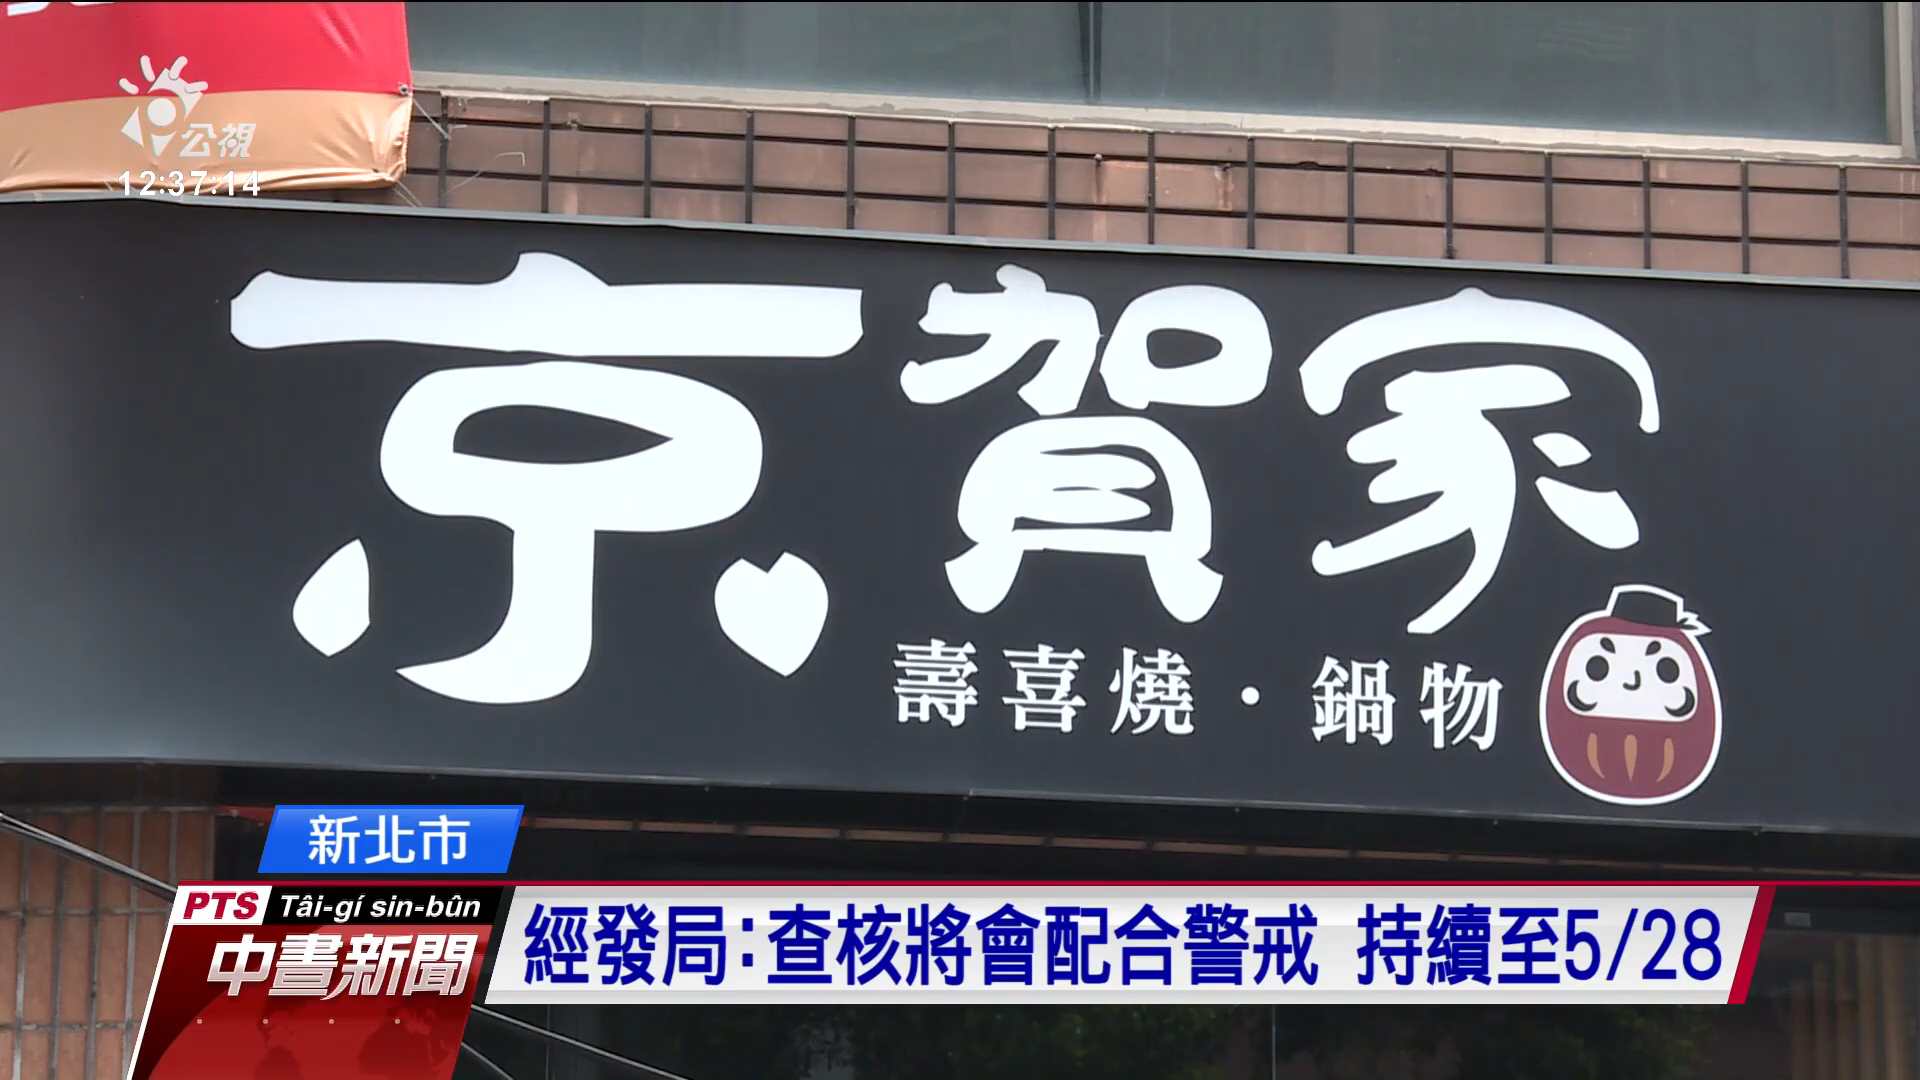 公視
12:37:14
京賀家
壽喜燒・鍋物
新北市
PTS Tâi-gí sin-bûn
中晝新聞
經發局:查核將會配合警戒 持續至5/28